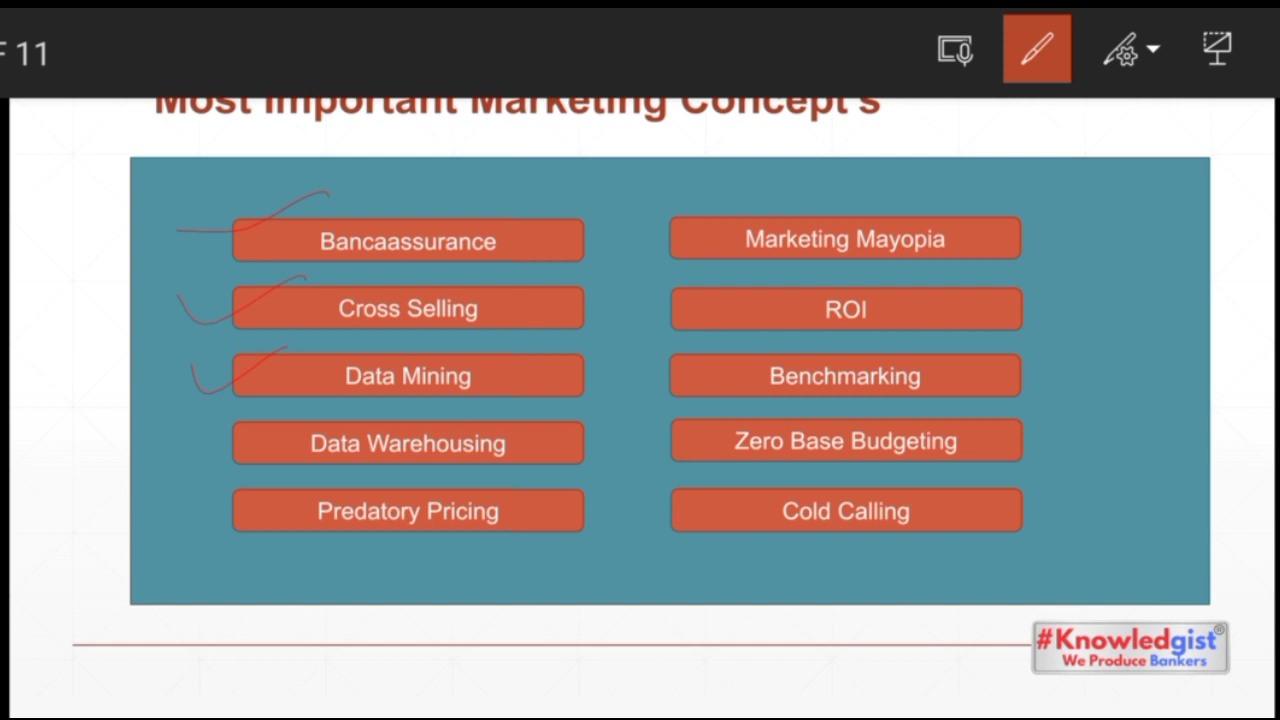 F 11
Most Important Marketing Concept's
Bancaassurance
Cross Selling
Data Mining
Data Warehousing
Predatory Pricing
Marketing Mayopia
ROI
Benchmarking
Zero Base Budgeting
Cold Calling
#Knowledgist®
We Produce Bankers